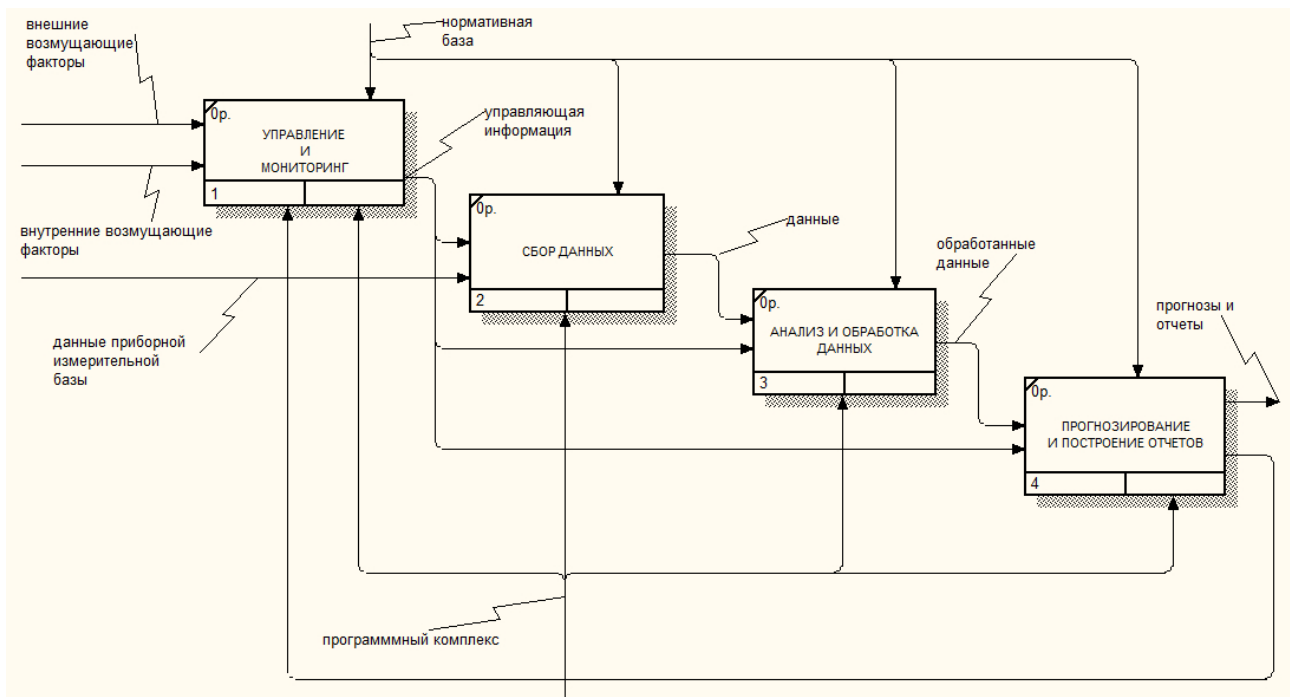 внешние
возмущающие
факторы
нормативная
база
0р.
УПРАВЛЕНИЕ
И
МОНИТОРИНГ
1
управляющая
информация
внутренние возмущающие
факторы
0р.
СБОР ДАННЫХ
2
данные
обработанные
данные
данные приборной
измерительной
базы
0р.
АНАЛИЗ И ОБРАБОТКА
ДАННЫХ
3
прогнозы и
отчеты
0р.
ПРОГНОЗИРОВАНИЕ
И ПОСТРОЕНИЕ ОТЧЕТОВ
4
программмный комплекс